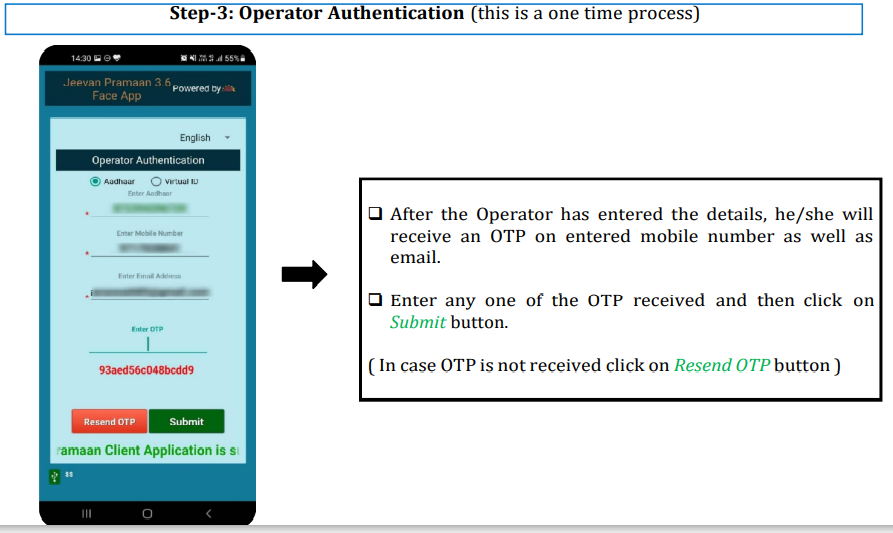 Step-3: Operator Authentication (this is a one time process)
14:30
55%
Jeevan Pramaan 3.6
Face App
Powered by
English
Operator Authentication
Aadhaar
Virtual ID
Enter Aadhaar
*
Enter Mobile Number
*
Enter Email Address
*
Enter OTP
93aed56c048bcdd9
Resend OTP
Submit
ramaan Client Application is s
$$
❑ After the Operator has entered the details, he/she will
receive an OTP on entered mobile number as well as
email.
❑ Enter any one of the OTP received and then click on
Submit button.
( In case OTP is not received click on Resend OTP button )